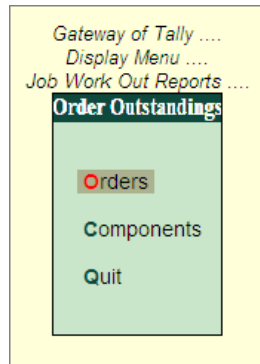 Gateway of Tally ....
Display Menu ....
Job Work Out Reports ....
Order Outstandings
Orders
Components
Quit